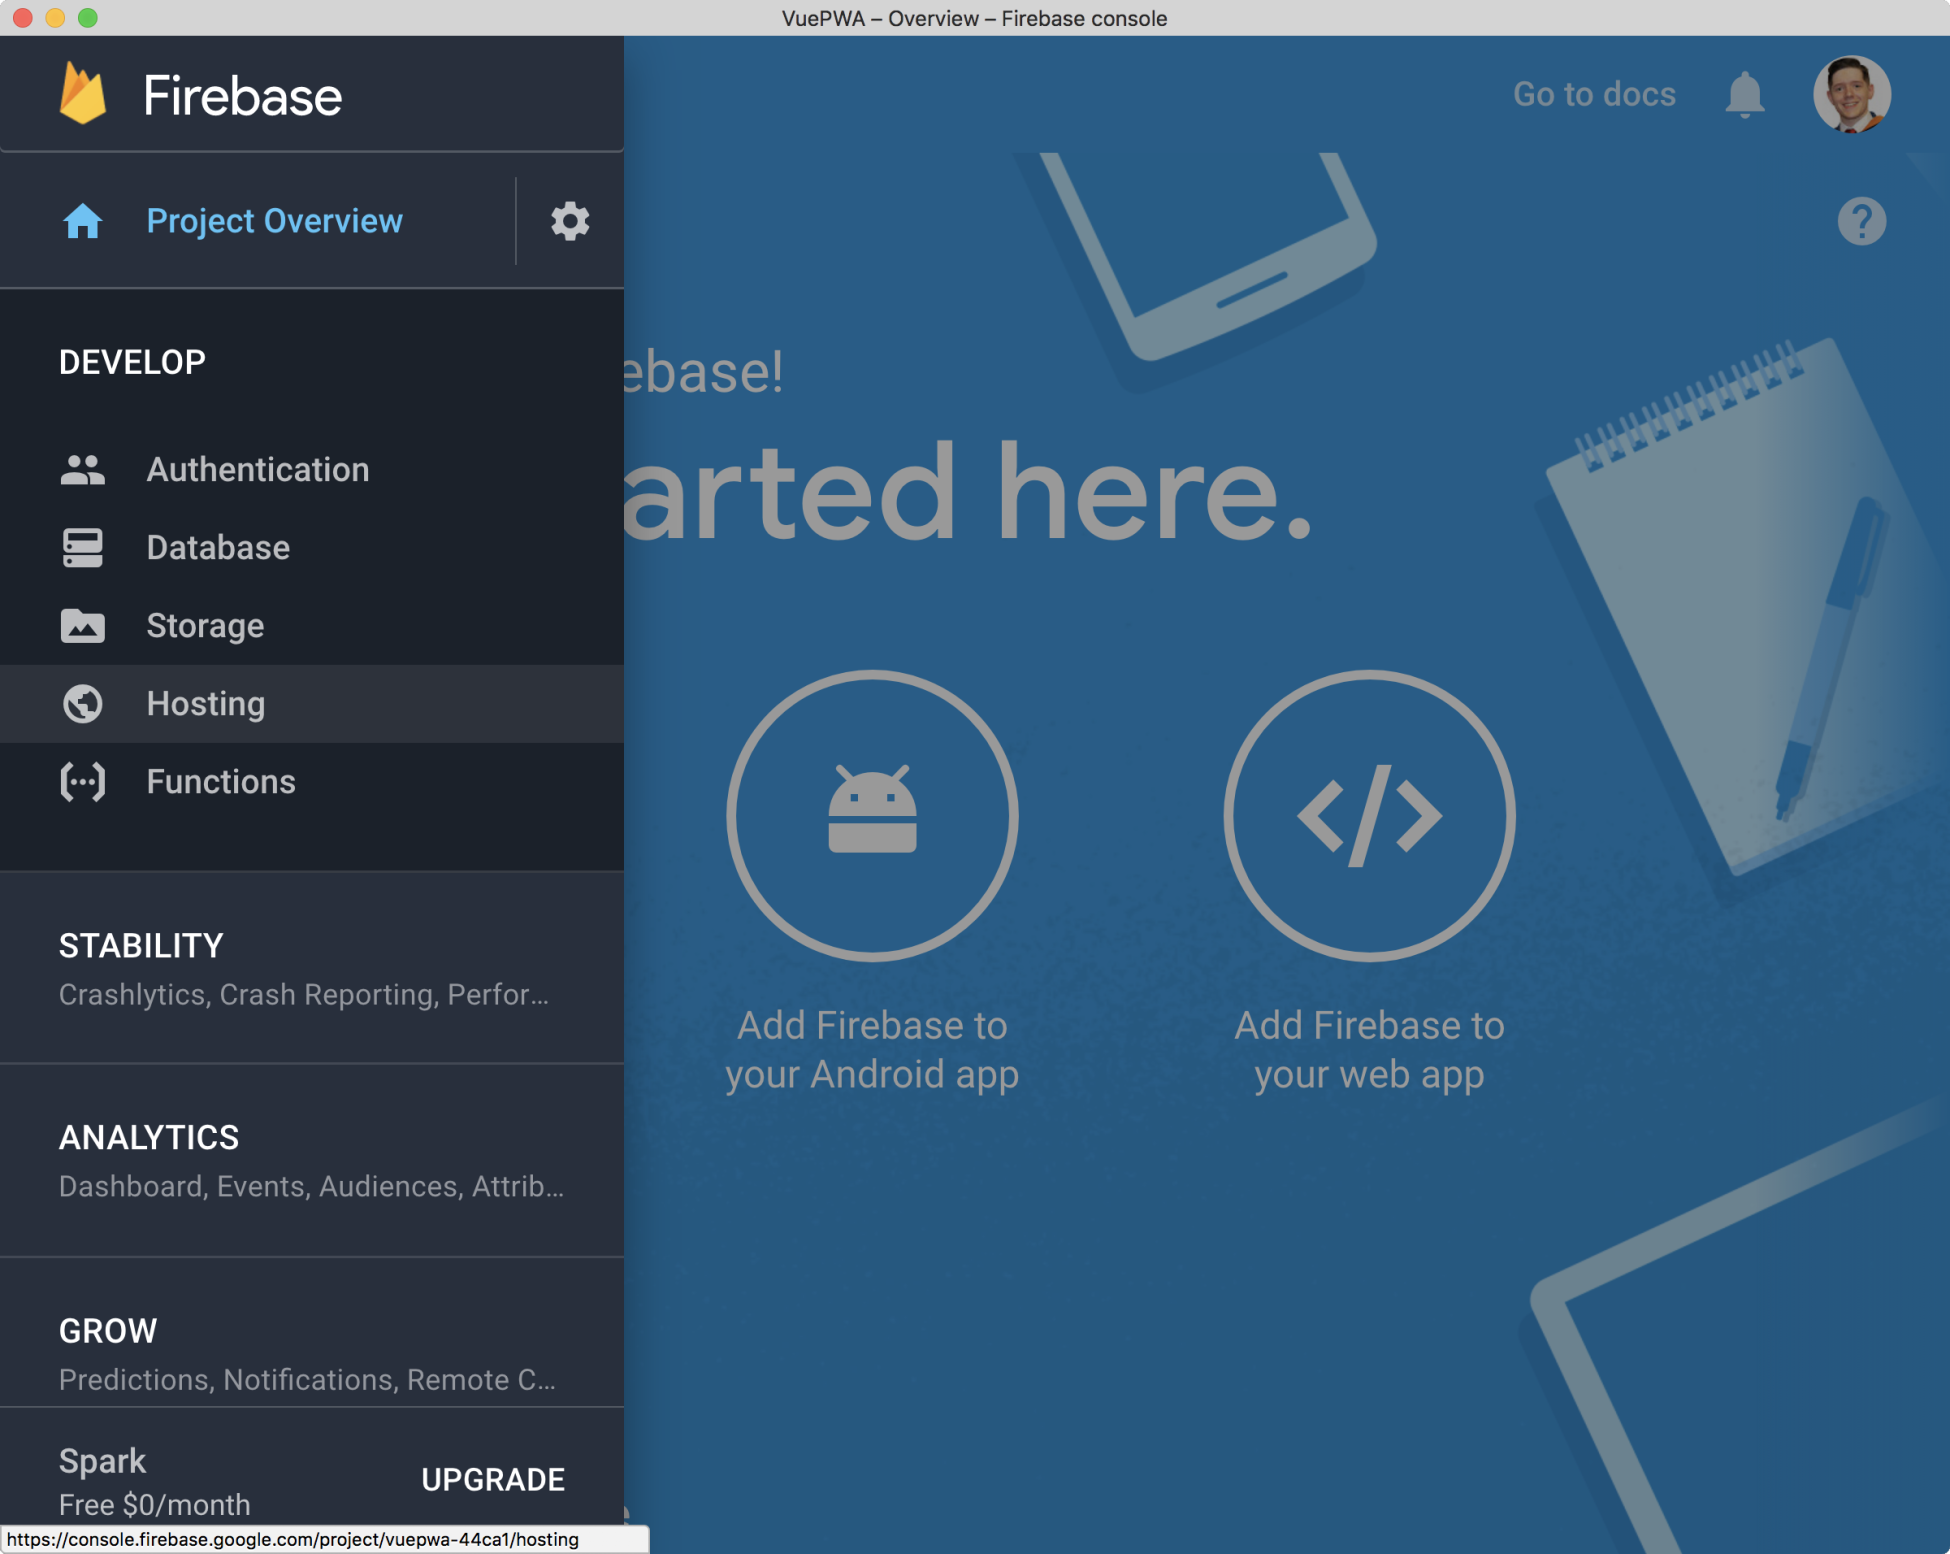 VuePWA – Overview – Firebase console
Firebase
Go to docs
Project Overview
?
DEVELOP
ebase!
Authentication
arted here.
Database
Storage
Hosting
Functions
Add Firebase to
your Android app
Add Firebase to
your web app
STABILITY
Crashlytics, Crash Reporting, Perfor...
ANALYTICS
Dashboard, Events, Audiences, Attrib...
GROW
Predictions, Notifications, Remote C...
Spark
Free $0/month
UPGRADE
https://console.firebase.google.com/project/vuepwa-44ca1/hosting